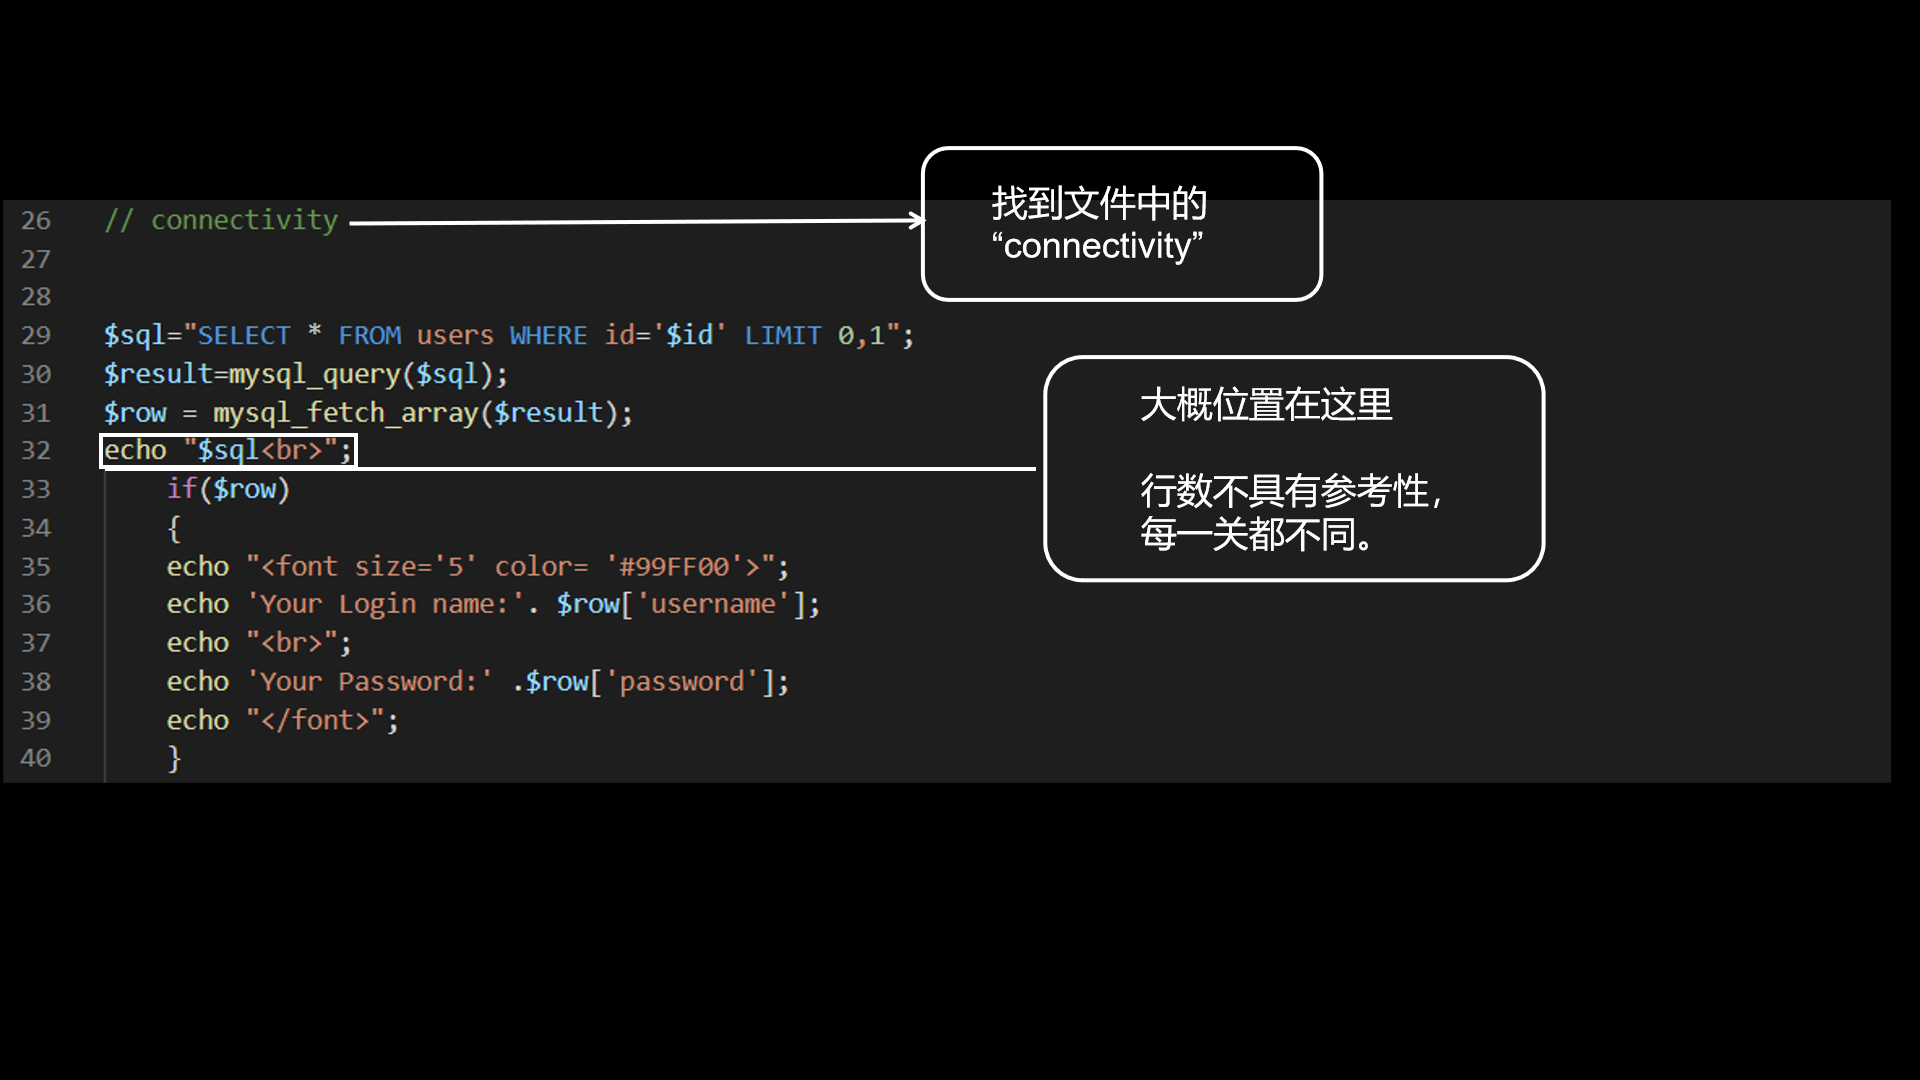 26 // connectivity
找到文件中的
“connectivity”
27
28
29 $sql="SELECT * FROM users WHERE id='$id' LIMIT 0,1";
30 $result=mysql_query($sql);
31 $row = mysql_fetch_array($result);
32 echo "$sql<br>";
大概位置在这里
行数不具有参考性，
每一关都不同。
33 if($row)
34 {
35 echo "<font size='5' color= '#99FF00'>";
36 echo 'Your Login name:'. $row['username'];
37 echo "<br>";
38 echo 'Your Password:' .$row['password'];
39 echo "</font>";
40 }